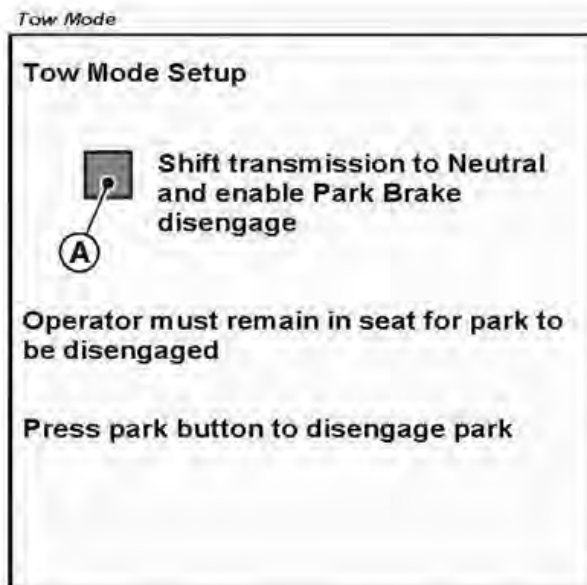 Tow Mode
Tow Mode Setup
Shift transmission to Neutral
and enable Park Brake
disengage
A
Operator must remain in seat for park to
be disengaged
Press park button to disengage park